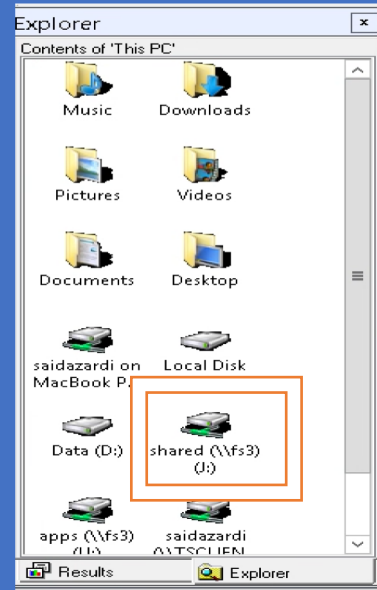 Explorer
Contents of 'This PC'
Music Downloads
Pictures Videos
Documents Desktop
saidazardi on Local Disk
MacBook P...
Data (D:) shared (\\fs3)
(J:)
apps (\\fs3) saidazardi
(U:) (\\TSCLIEN
Results Explorer